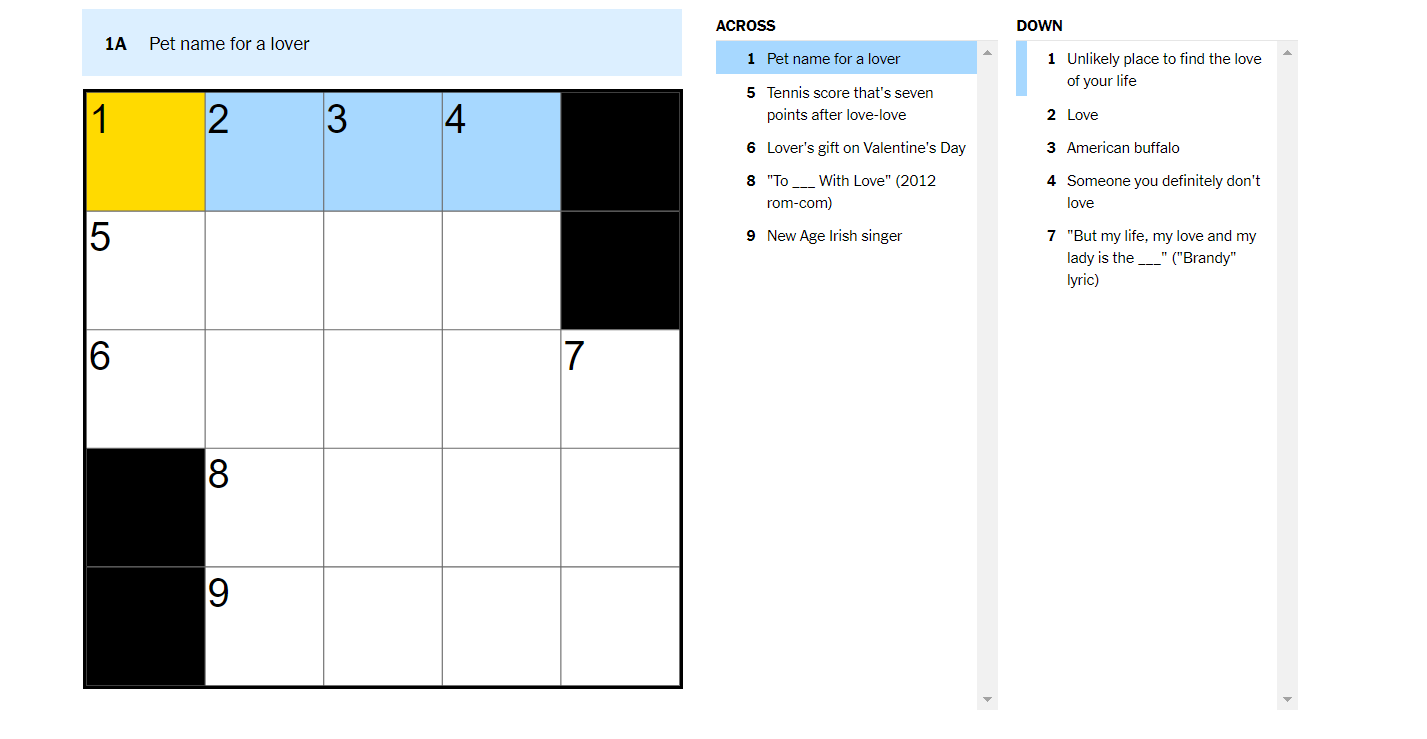 1A Pet name for a lover
1 2 3 4
5
6 7
8
9
ACROSS
1 Pet name for a lover
5 Tennis score that's seven
points after love-love
6 Lover's gift on Valentine's Day
8 "To ___ With Love" (2012
rom-com)
9 New Age Irish singer
DOWN
1 Unlikely place to find the love
of your life
2 Love
3 American buffalo
4 Someone you definitely don't
love
7 "But my life, my love and my
lady is the ___" ("Brandy"
lyric)